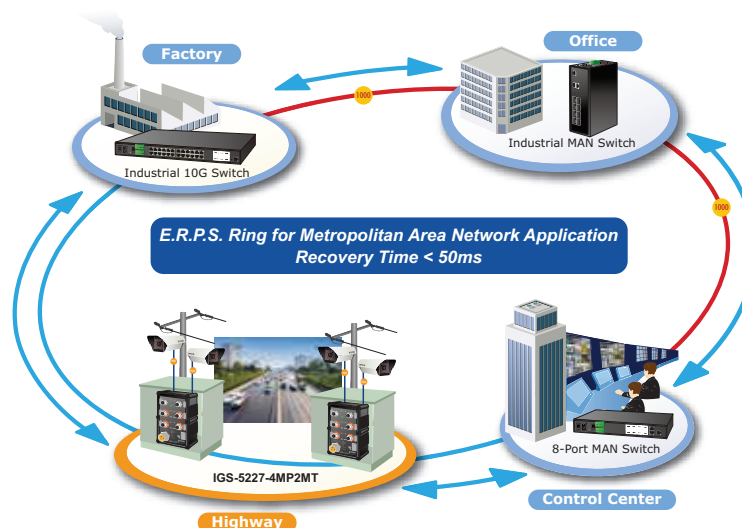 Factory
Office
1000
Industrial 10G Switch
Industrial MAN Switch
1000
E.R.P.S. Ring for Metropolitan Area Network Application
Recovery Time < 50ms
IGS-5227-4MP2MT
8-Port MAN Switch
Highway
Control Center